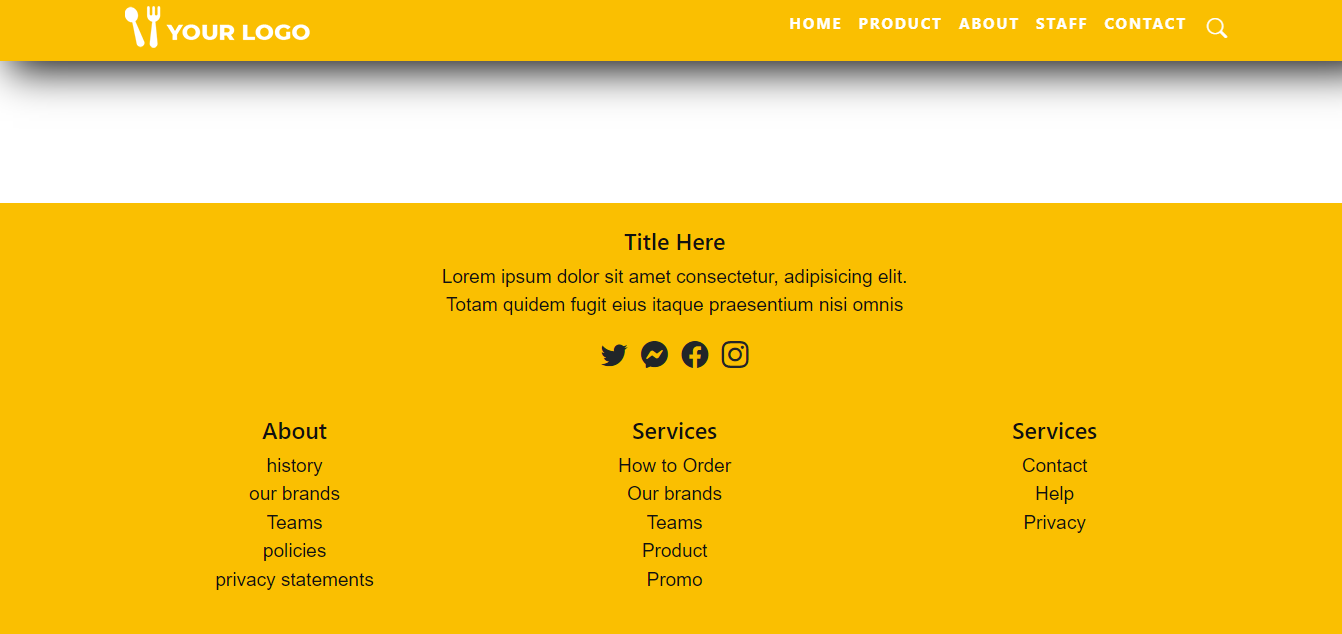 YOUR LOGO
HOME PRODUCT ABOUT STAFF CONTACT
Title Here
Lorem ipsum dolor sit amet consectetur, adipisicing elit.
Totam quidem fugit eius itaque praesentium nisi omnis
About
history
our brands
Teams
policies
privacy statements
Services
How to Order
Our brands
Teams
Product
Promo
Services
Contact
Help
Privacy